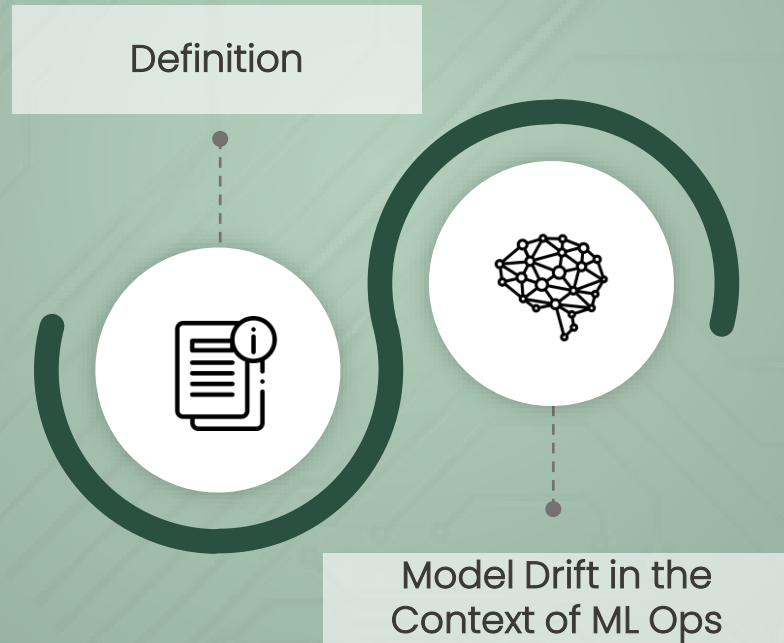 Definition
i
Model Drift in the
Context of ML Ops